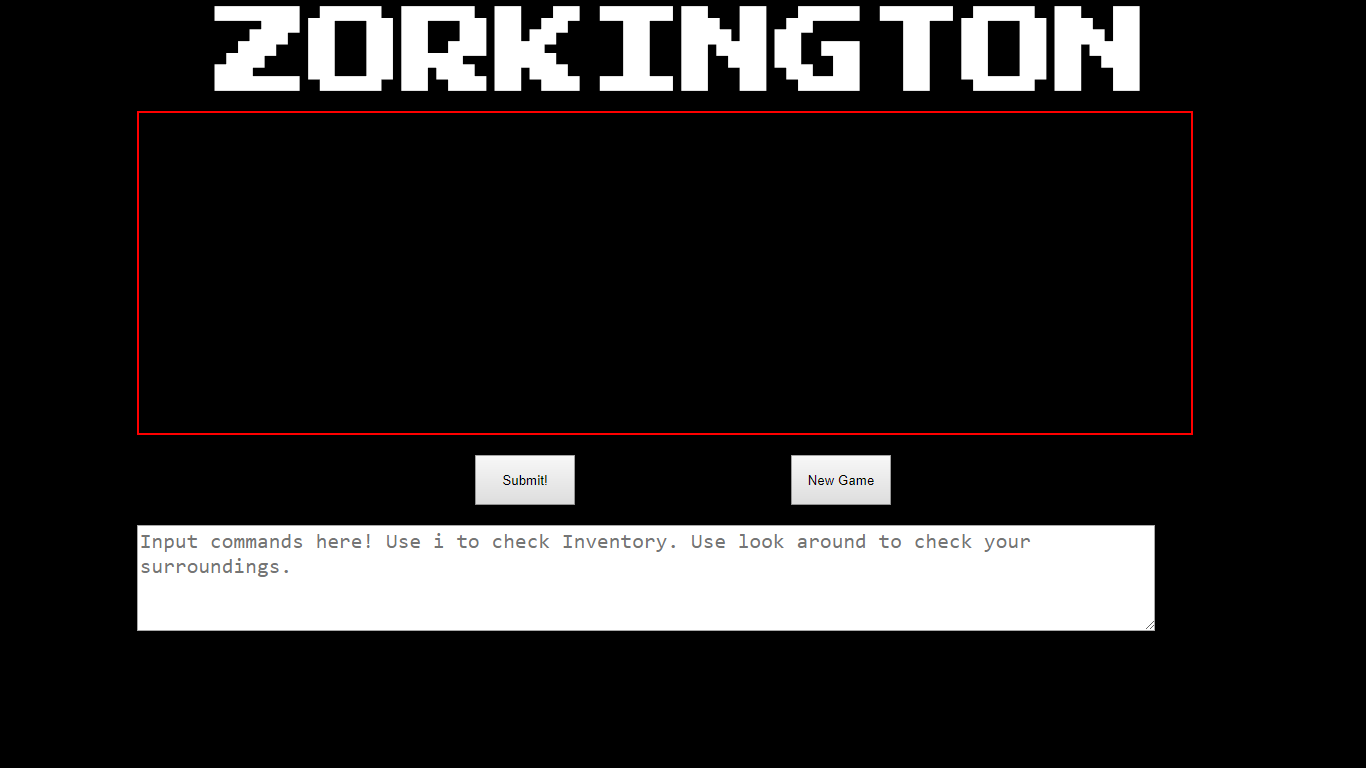 ZORKINGTON
Submit!
New Game
Input commands here! Use i to check Inventory. Use look around to check your
surroundings.